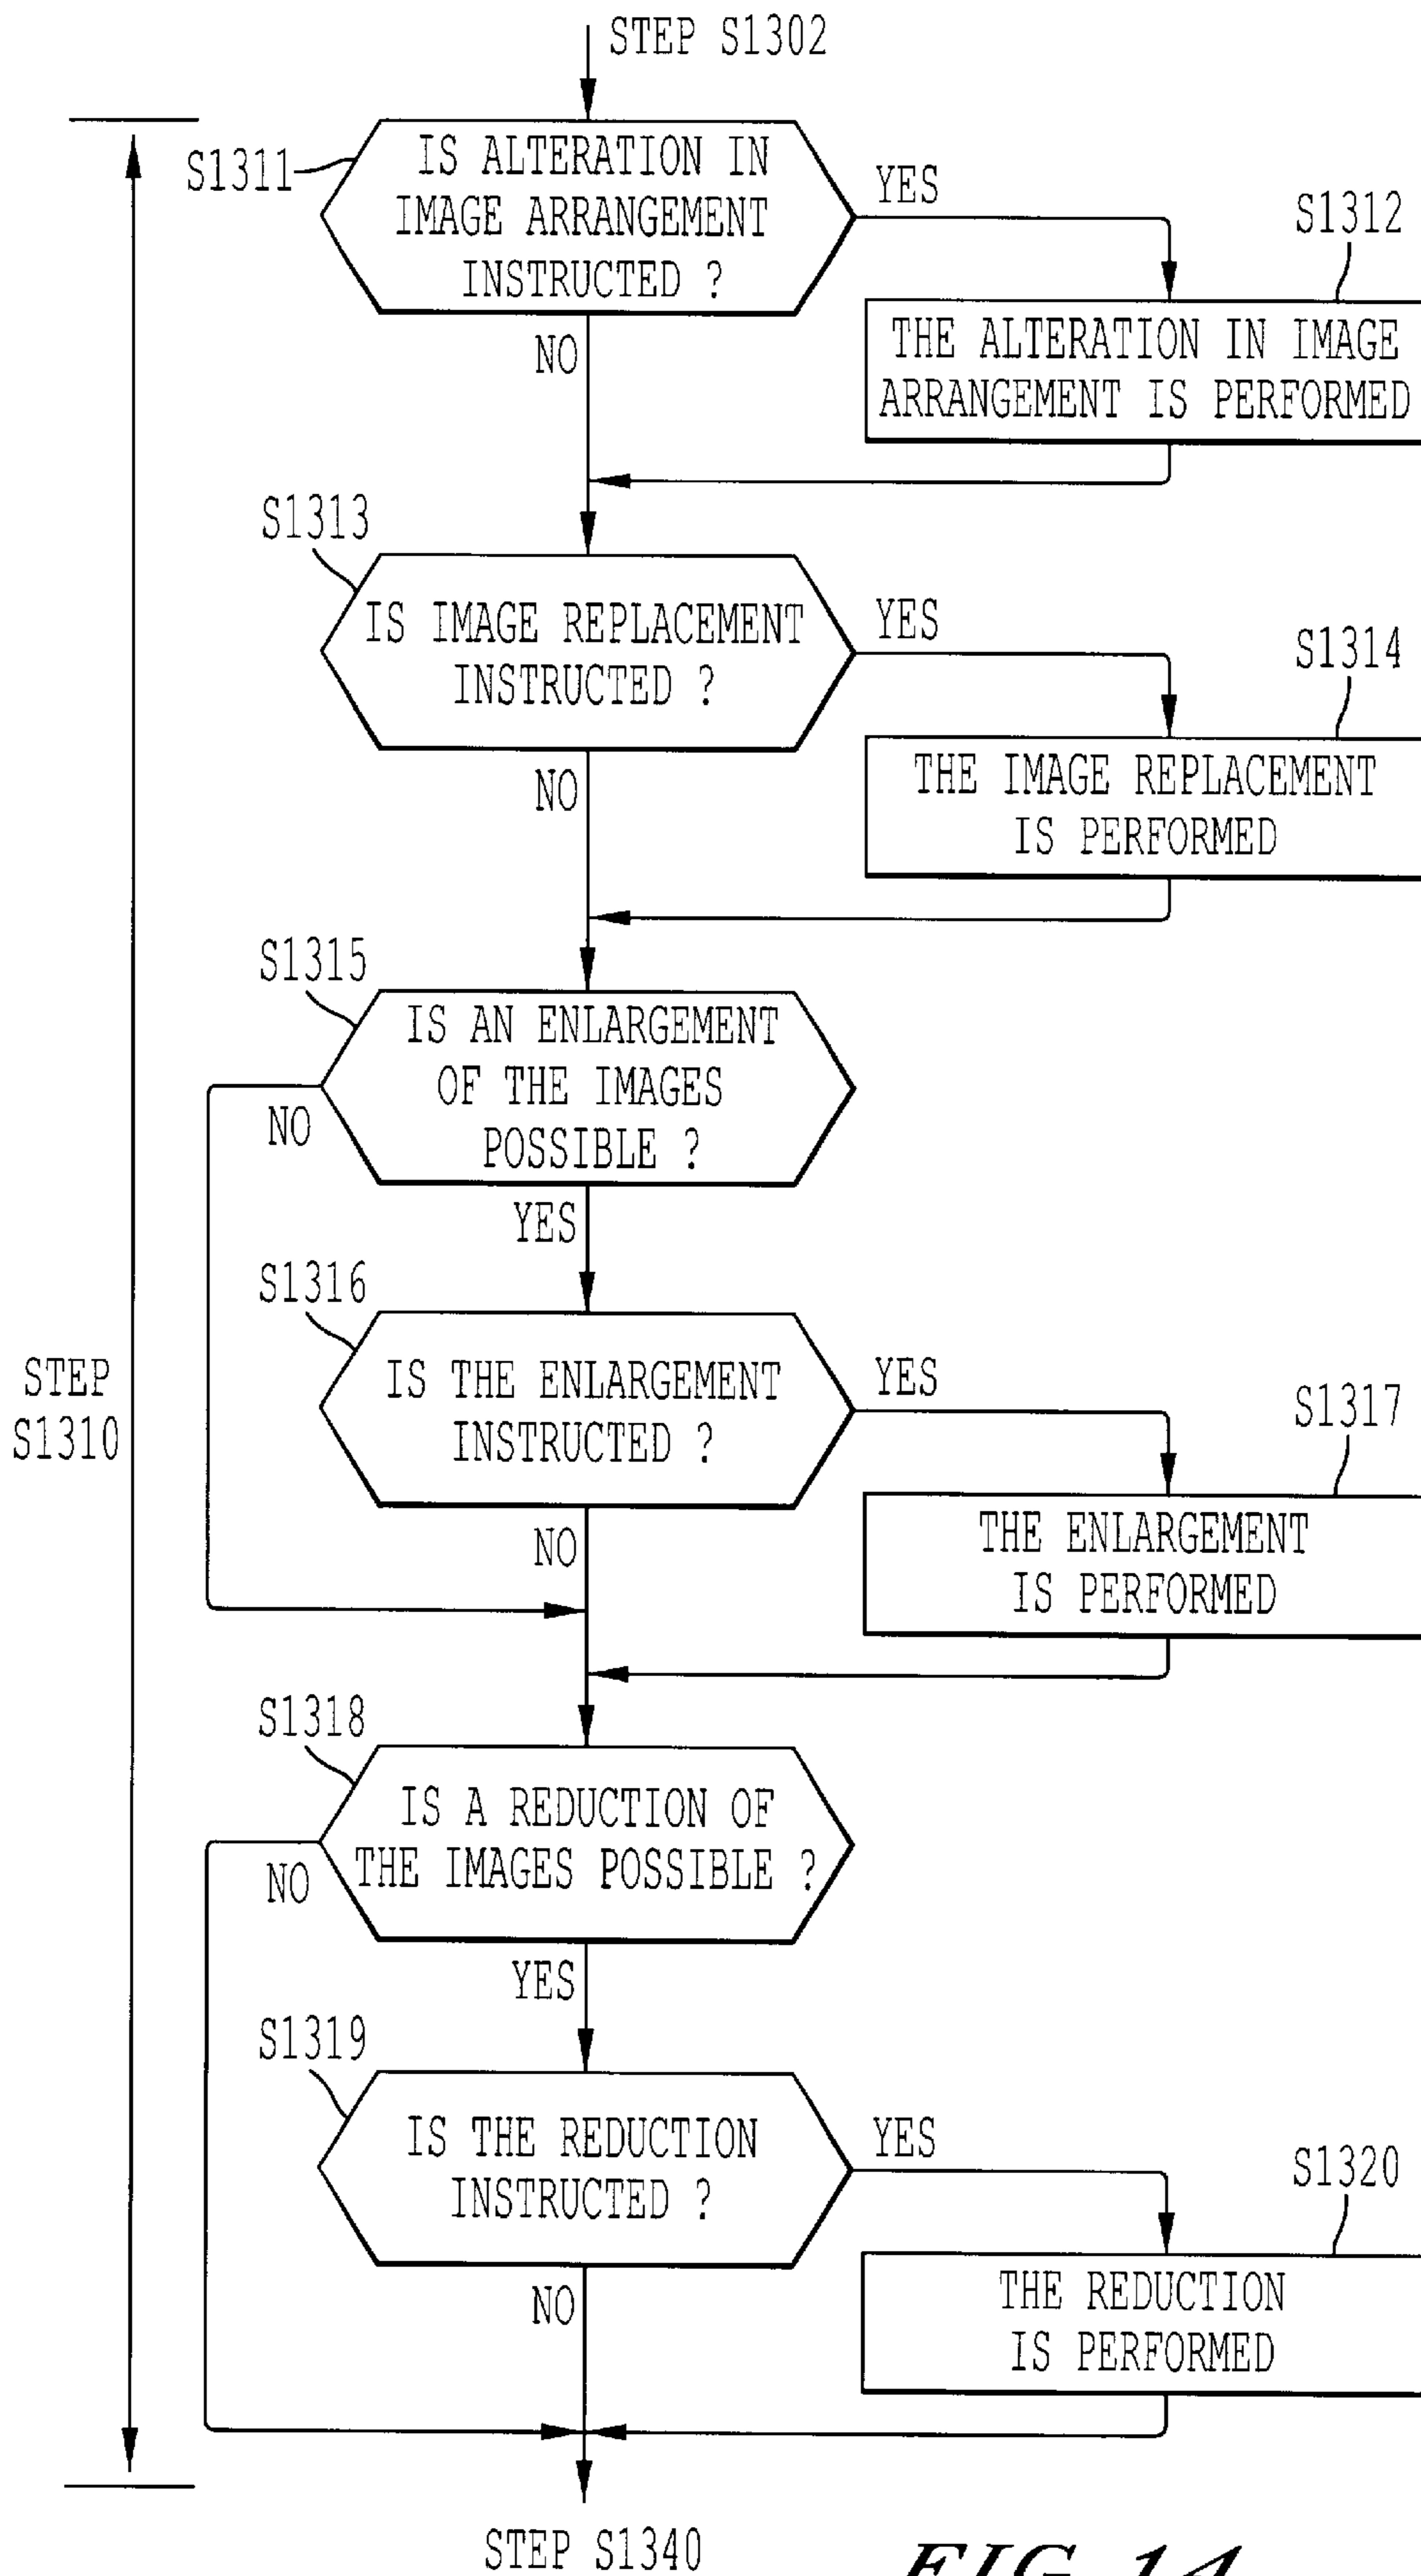 STEP S1302
S1311
IS ALTERATION IN
IMAGE ARRANGEMENT
INSTRUCTED ?
YES
NO
S1312
THE ALTERATION IN IMAGE
ARRANGEMENT IS PERFORMED
S1313
IS IMAGE REPLACEMENT
INSTRUCTED ?
YES
NO
S1314
THE IMAGE REPLACEMENT
IS PERFORMED
S1315
IS AN ENLARGEMENT
OF THE IMAGES
POSSIBLE ?
NO
YES
S1316
IS THE ENLARGEMENT
INSTRUCTED ?
YES
NO
S1317
THE ENLARGEMENT
IS PERFORMED
STEP
S1310
S1318
IS A REDUCTION OF
THE IMAGES POSSIBLE ?
NO
YES
S1319
IS THE REDUCTION
INSTRUCTED ?
YES
NO
S1320
THE REDUCTION
IS PERFORMED
STEP S1340
FIG. 14